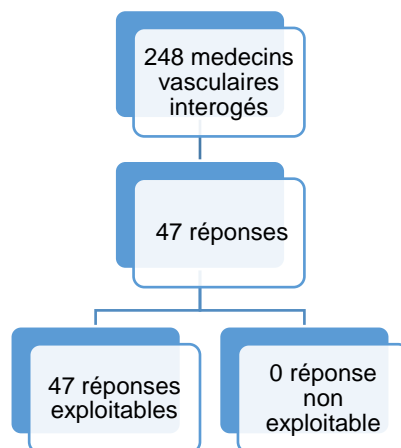 248 medecins
vasculaires
interogés
47 réponses
47 réponses
exploitables
0 réponse
non
exploitable